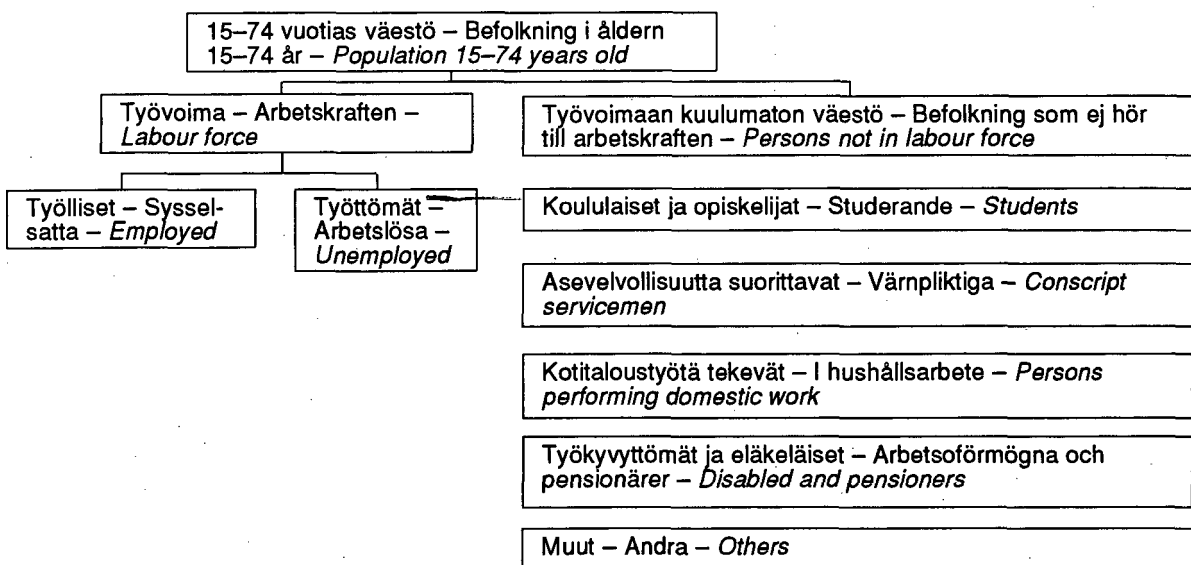 15–74 vuotias väestö – Befolkning i åldern
15–74 år – Population 15–74 years old
Työvoima – Arbetskraften –
Labour force
Työvoimaan kuulumaton väestö – Befolkning som ej hör
till arbetskraften – Persons not in labour force
Työlliset – Syssel-
satta – Employed
Työttömät –
Arbetslösa –
Unemployed
Koululaiset ja opiskelijat – Studerande – Students
Asevelvollisuutta suorittavat – Värnpliktiga – Conscript
servicemen
Kotitaloustyötä tekevät – I hushållsarbete – Persons
performing domestic work
Työkyvyttömät ja eläkeläiset – Arbetsoförmögna och
pensionärer – Disabled and pensioners
Muut – Andra – Others